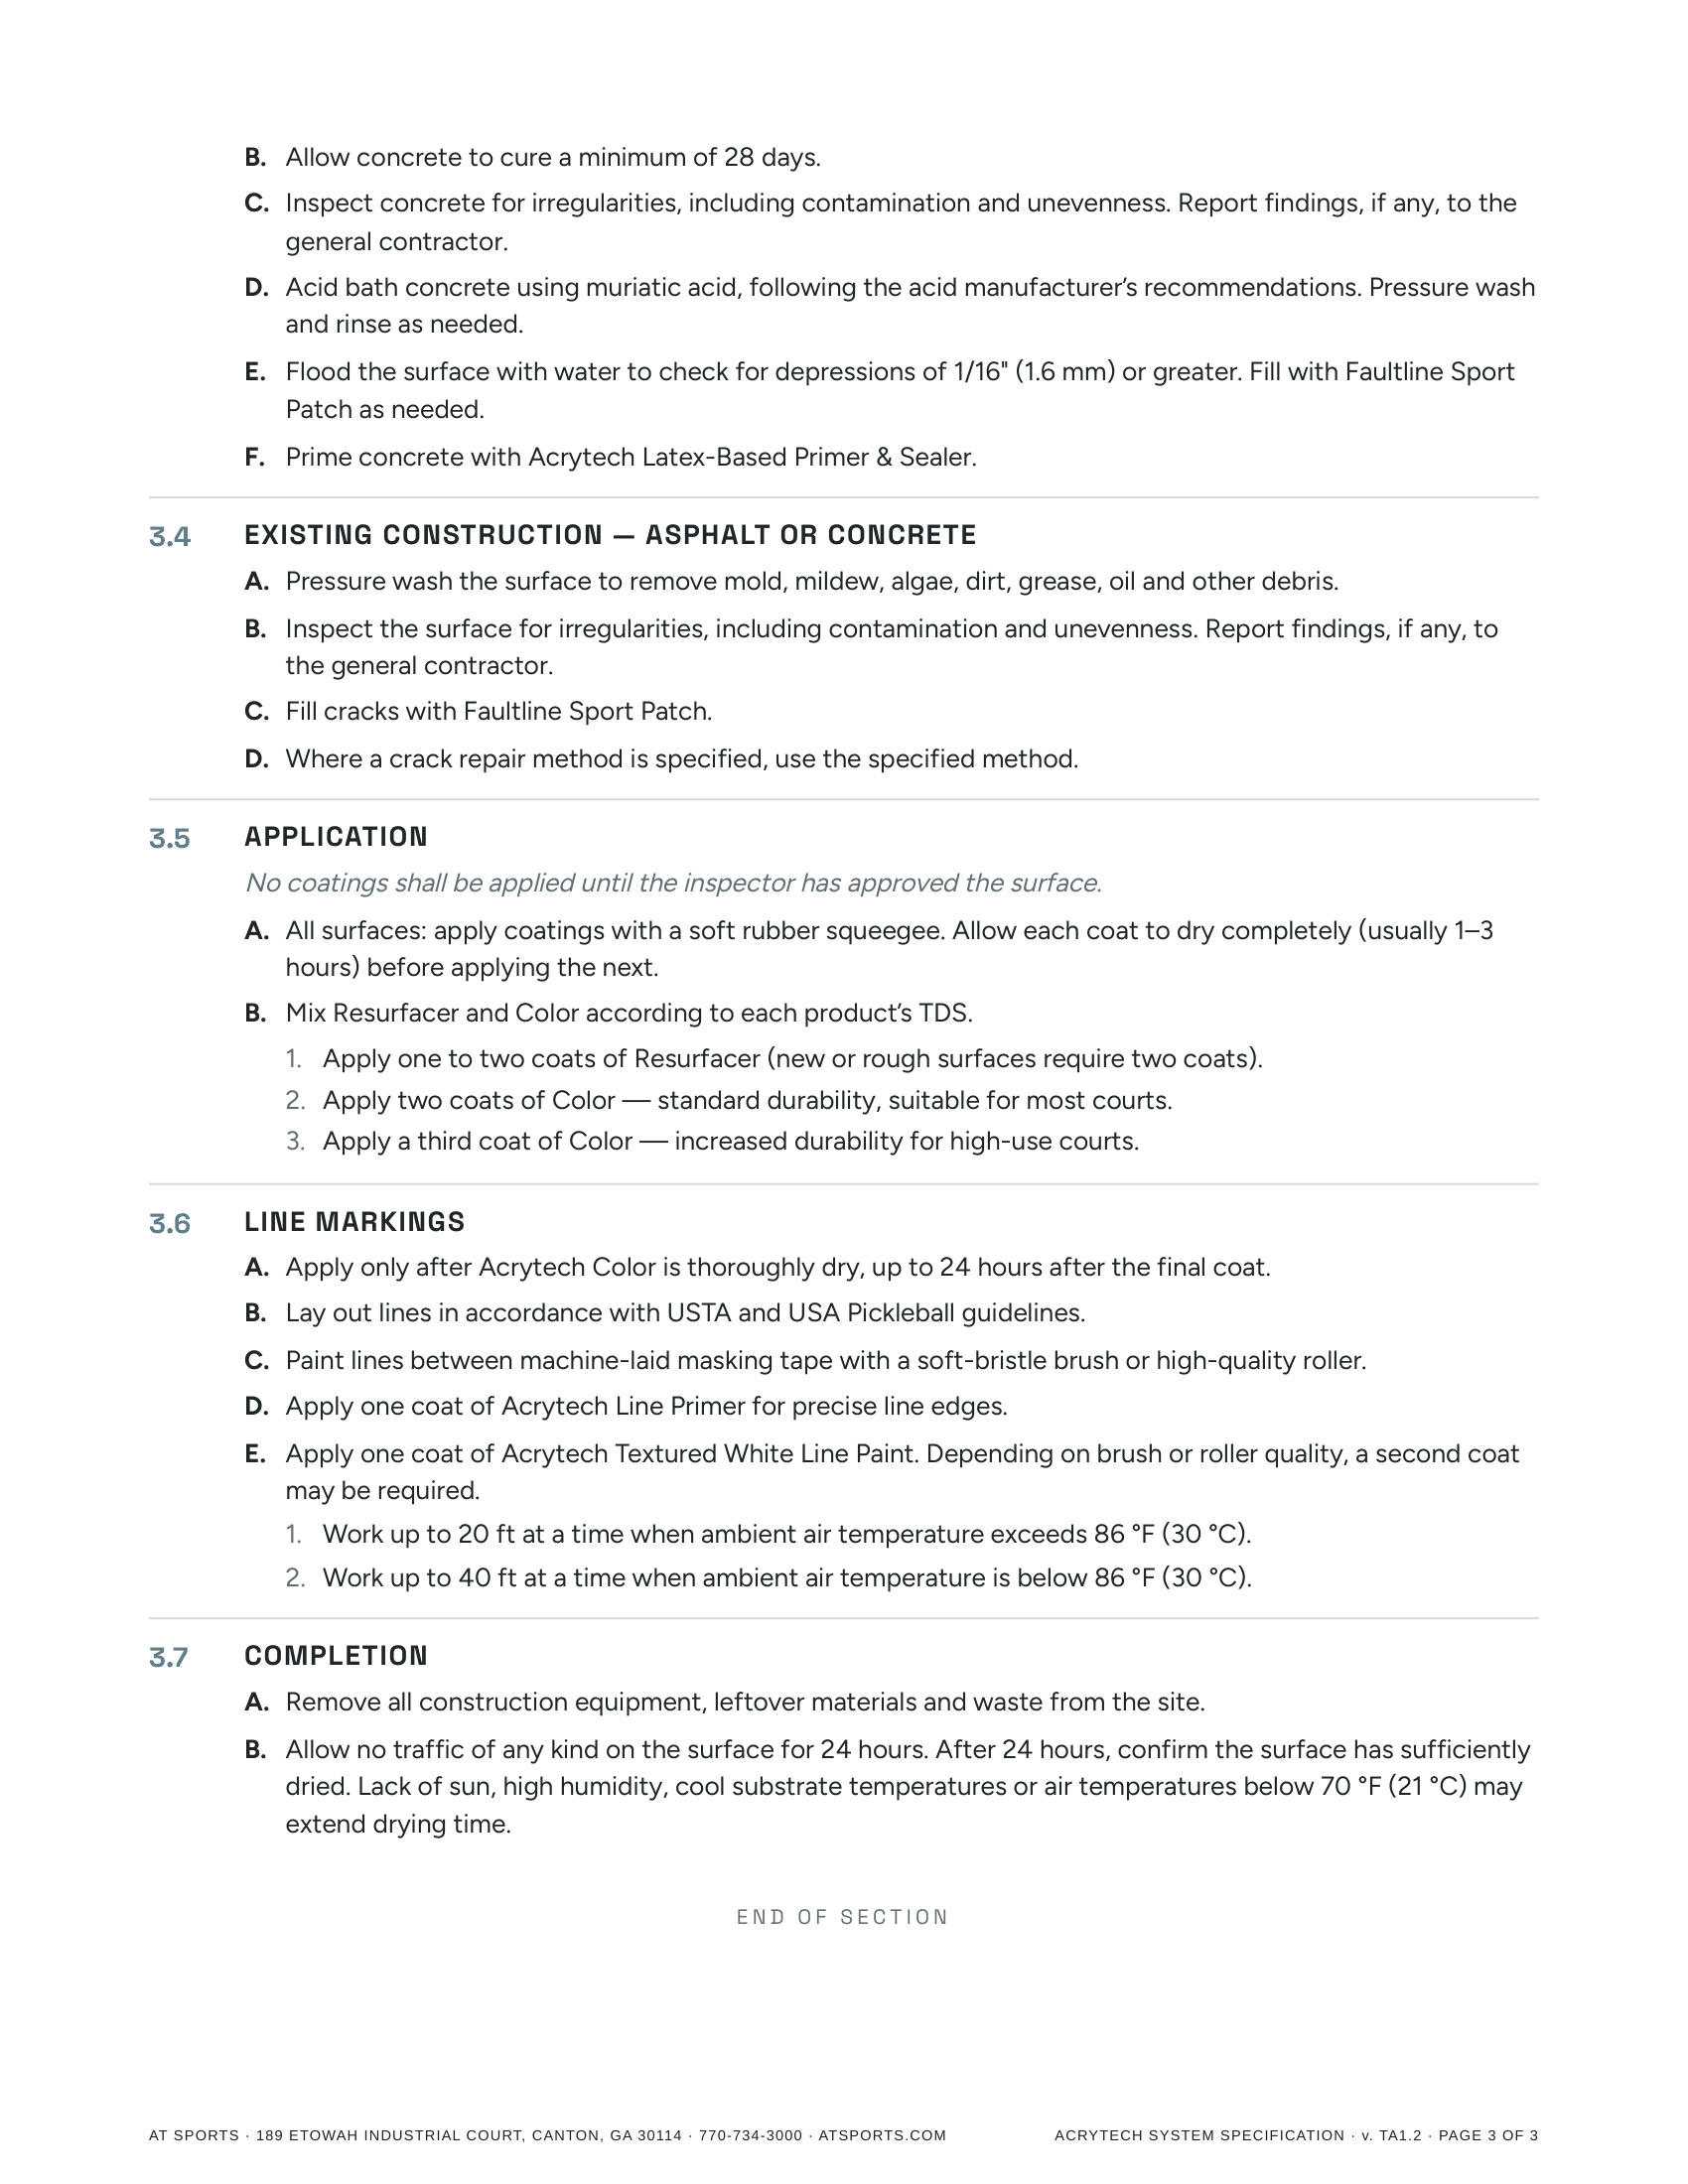 B. Allow concrete to cure a minimum of 28 days.
C. Inspect concrete for irregularities, including contamination and unevenness. Report findings, if any, to the
general contractor.
D. Acid bath concrete using muriatic acid, following the acid manufacturer’s recommendations. Pressure wash
and rinse as needed.
E. Flood the surface with water to check for depressions of 1/16" (1.6 mm) or greater. Fill with Faultline Sport
Patch as needed.
F. Prime concrete with Acrytech Latex-Based Primer & Sealer.
3.4 EXISTING CONSTRUCTION — ASPHALT OR CONCRETE
A. Pressure wash the surface to remove mold, mildew, algae, dirt, grease, oil and other debris.
B. Inspect the surface for irregularities, including contamination and unevenness. Report findings, if any, to
the general contractor.
C. Fill cracks with Faultline Sport Patch.
D. Where a crack repair method is specified, use the specified method.
3.5 APPLICATION
No coatings shall be applied until the inspector has approved the surface.
A. All surfaces: apply coatings with a soft rubber squeegee. Allow each coat to dry completely (usually 1–3
hours) before applying the next.
B. Mix Resurfacer and Color according to each product’s TDS.
1. Apply one to two coats of Resurfacer (new or rough surfaces require two coats).
2. Apply two coats of Color — standard durability, suitable for most courts.
3. Apply a third coat of Color — increased durability for high-use courts.
3.6 LINE MARKINGS
A. Apply only after Acrytech Color is thoroughly dry, up to 24 hours after the final coat.
B. Lay out lines in accordance with USTA and USA Pickleball guidelines.
C. Paint lines between machine-laid masking tape with a soft-bristle brush or high-quality roller.
D. Apply one coat of Acrytech Line Primer for precise line edges.
E. Apply one coat of Acrytech Textured White Line Paint. Depending on brush or roller quality, a second coat
may be required.
1. Work up to 20 ft at a time when ambient air temperature exceeds 86 °F (30 °C).
2. Work up to 40 ft at a time when ambient air temperature is below 86 °F (30 °C).
3.7 COMPLETION
A. Remove all construction equipment, leftover materials and waste from the site.
B. Allow no traffic of any kind on the surface for 24 hours. After 24 hours, confirm the surface has sufficiently
dried. Lack of sun, high humidity, cool substrate temperatures or air temperatures below 70 °F (21 °C) may
extend drying time.
END OF SECTION
AT SPORTS · 189 ETOWAH INDUSTRIAL COURT, CANTON, GA 30114 · 770-734-3000 · ATSPORTS.COM ACRYTECH SYSTEM SPECIFICATION · v. TA1.2 · PAGE 3 OF 3